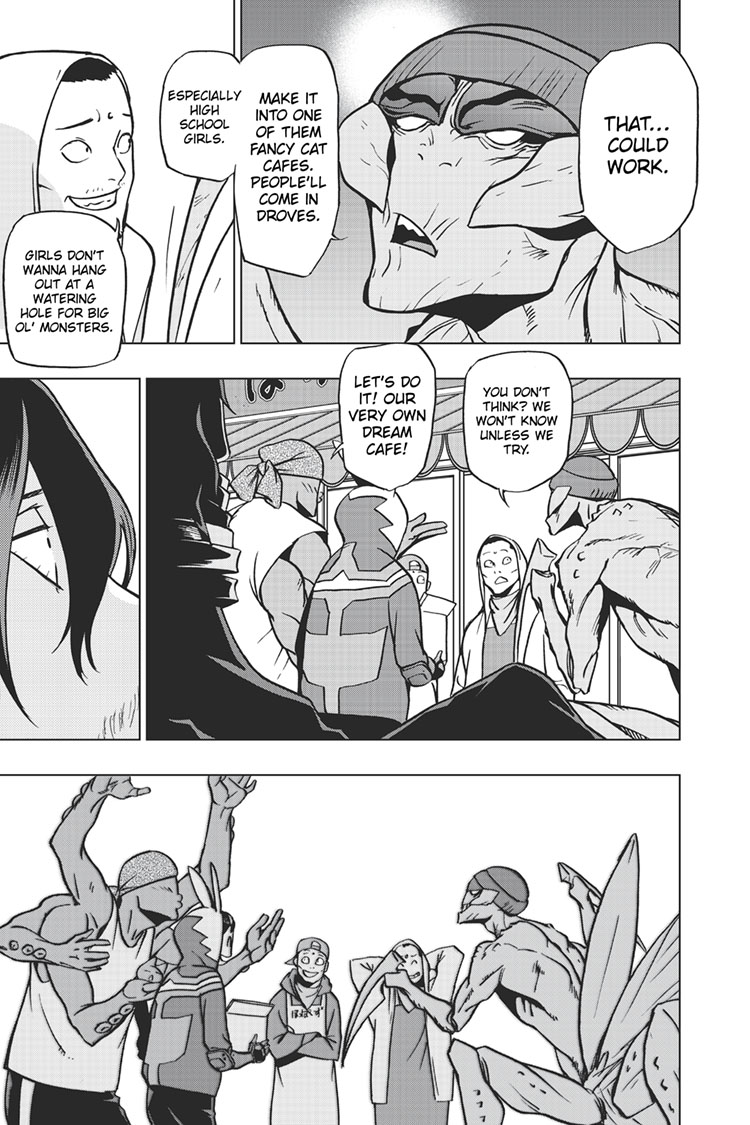 THAT...
COULD
WORK.
MAKE IT
INTO ONE
OF THEM
FANCY CAT
CAFES.
PEOPLE'LL
COME IN
DROVES.
ESPECIALLY
HIGH
SCHOOL
GIRLS.
GIRLS DON'T
WANNA HANG
OUT AT A
WATERING
HOLE FOR BIG
OL' MONSTERS.
YOU DON'T
THINK? WE
WON'T KNOW
UNLESS WE
TRY.
LET'S DO
IT! OUR
VERY OWN
DREAM
CAFE!